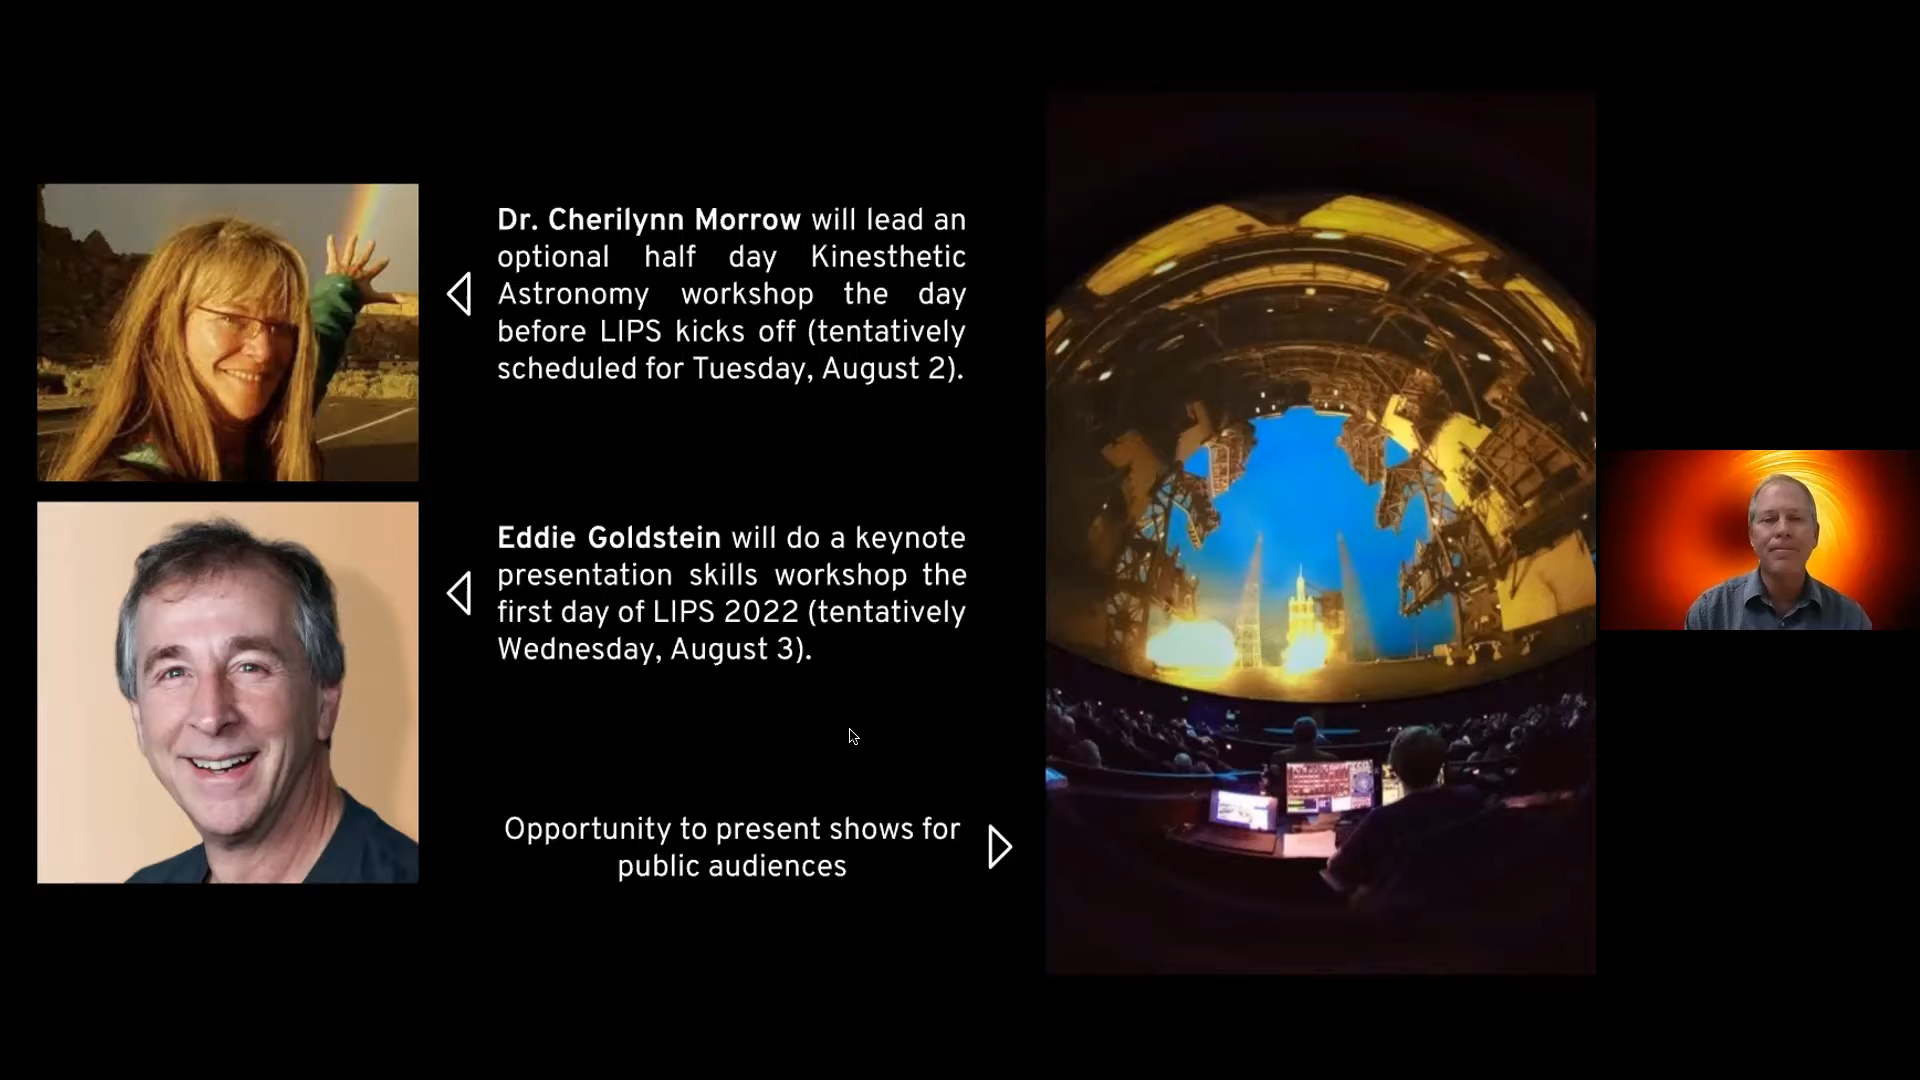 Dr. Cherilynn Morrow will lead an
optional half day Kinesthetic
Astronomy workshop the day
before LIPS kicks off (tentatively
scheduled for Tuesday, August 2).
Eddie Goldstein will do a keynote
presentation skills workshop the
first day of LIPS 2022 (tentatively
Wednesday, August 3).
Opportunity to present shows for
public audiences